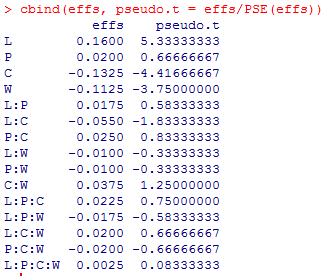 > cbind(effs, pseudo.t = effs/PSE(effs))
effs pseudo.t
L 0.1600 5.33333333
P 0.0200 0.66666667
C -0.1325 -4.41666667
W -0.1125 -3.75000000
L:P 0.0175 0.58333333
L:C -0.0550 -1.83333333
P:C 0.0250 0.83333333
L:W -0.0100 -0.33333333
P:W -0.0100 -0.33333333
C:W 0.0375 1.25000000
L:P:C 0.0225 0.75000000
L:P:W -0.0175 -0.58333333
L:C:W 0.0200 0.66666667
P:C:W -0.0200 -0.66666667
L:P:C:W 0.0025 0.08333333